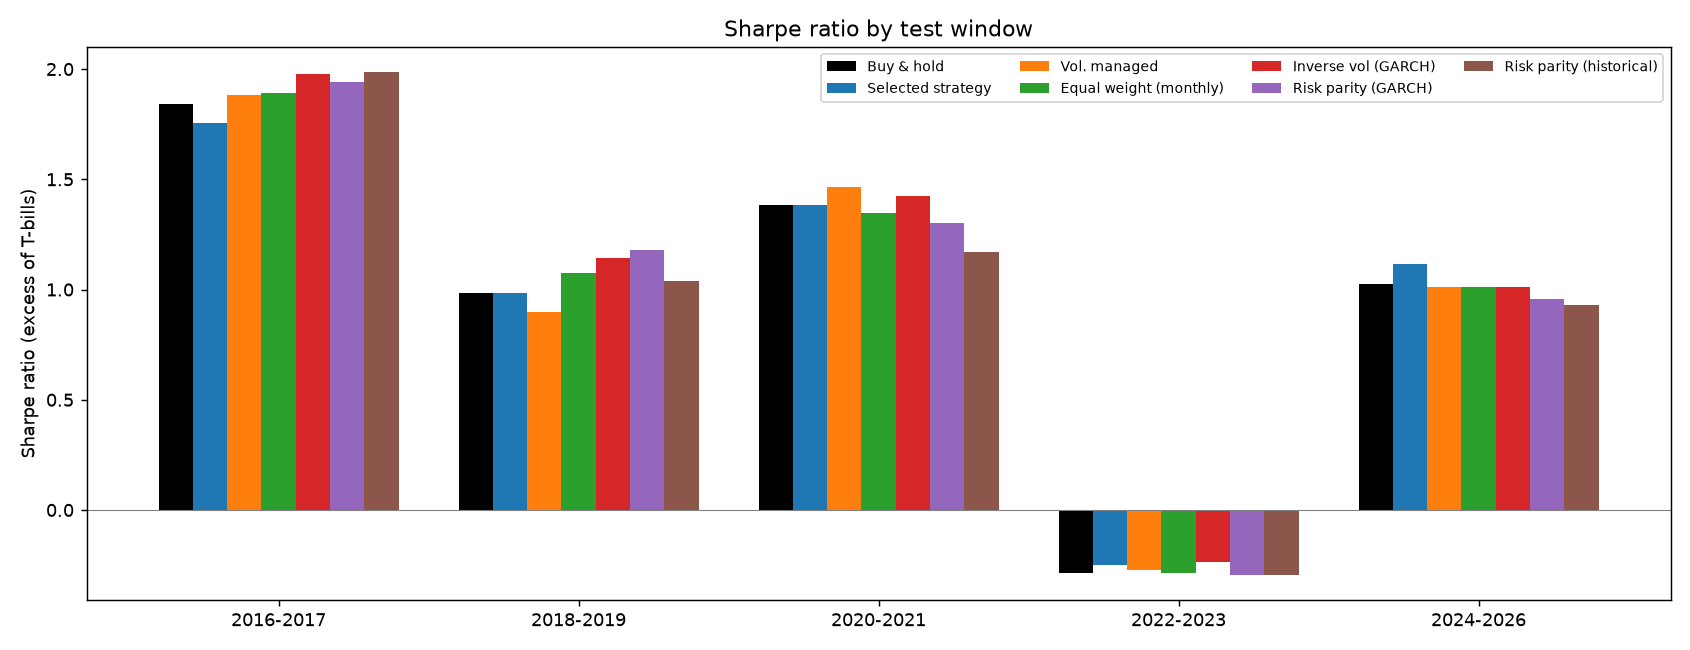 Sharpe ratio by test window
Buy & hold
Selected strategy
Vol. managed
Equal weight (monthly)
Inverse vol (GARCH)
Risk parity (GARCH)
Risk parity (historical)
Sharpe ratio (excess of T-bills)
2.0
1.5
1.0
0.5
0.0
2016-2017
2018-2019
2020-2021
2022-2023
2024-2026